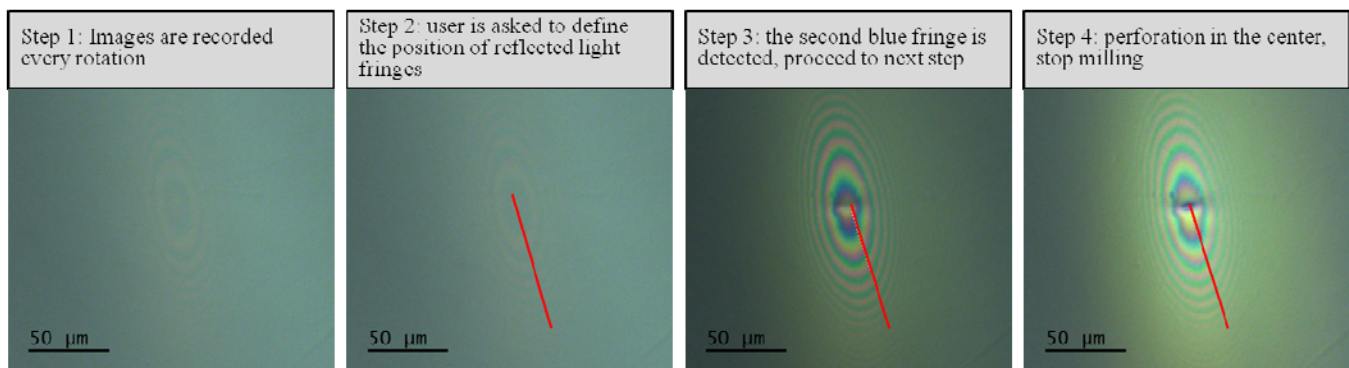 Step 1: Images are recorded
every rotation
Step 2: user is asked to define
the position of reflected light
fringes
Step 3: the second blue fringe is
detected, proceed to next step
Step 4: perforation in the center,
stop milling
50 µm
50 µm
50 µm
50 µm